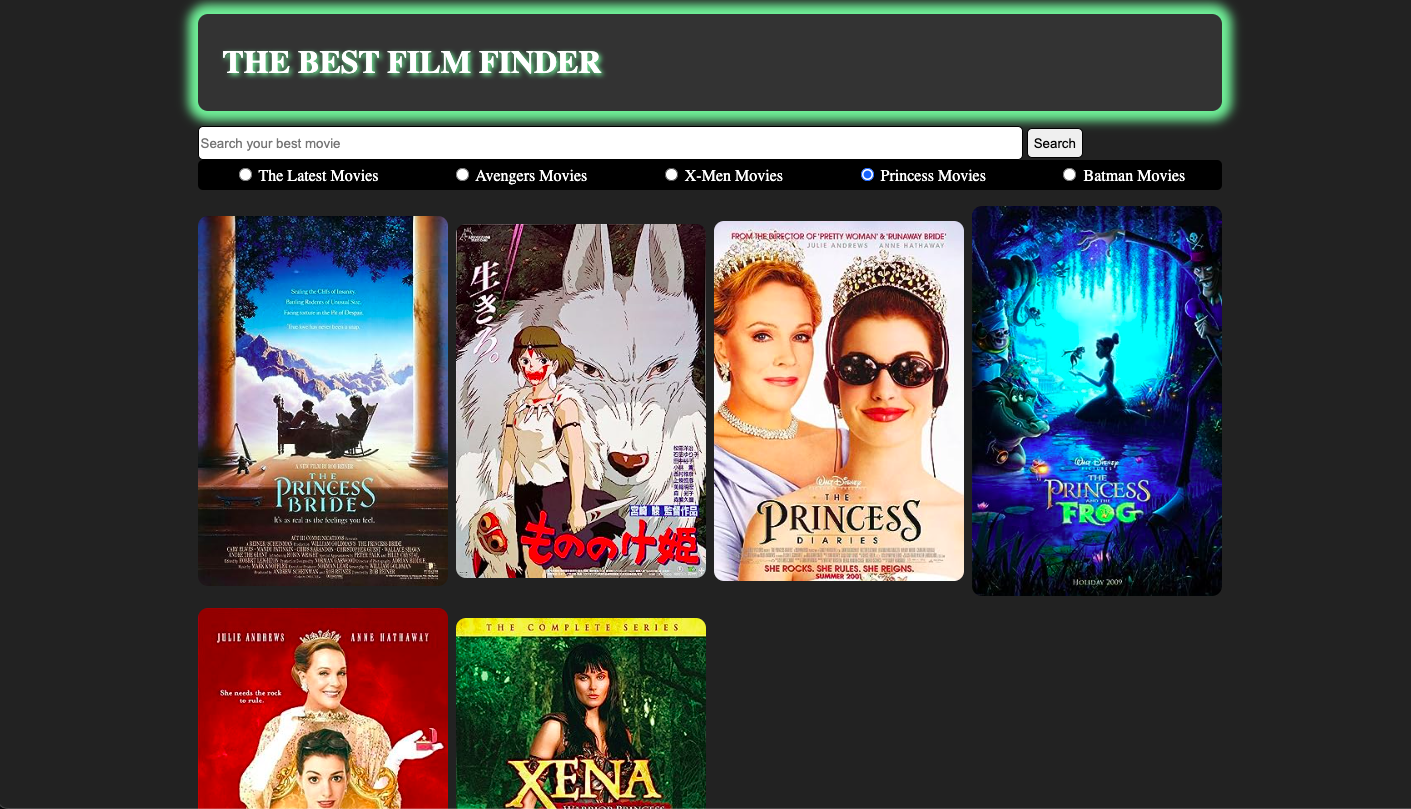 THE BEST FILM FINDER
Search your best movie
Search
The Latest Movies
Avengers Movies
X-Men Movies
Princess Movies
Batman Movies
Scaling the Cliffs of Insanity,
Battling Rodents of Unusual Size,
Facing torture in the Pit of Despair.
True love has never been a snap.
A NEW FILM BY ROB REINER
THE
PRINCESS
BRIDE
It's as real as the feelings you feel.
生きろ。
宮崎 駿 監督作品
もののけ姫
FROM THE DIRECTOR OF 'PRETTY WOMAN' & 'RUNAWAY BRIDE'
JULIE ANDREWS ANNE HATHAWAY
Walt Disney
THE
PRINCESS
DIARIES
SHE ROCKS. SHE RULES. SHE REIGNS.
SUMMER 2001
Walt Disney
PICTURES
THE
PRINCESS
AND THE
FROG
HOLIDAY 2009
JULIE ANDREWS ANNE HATHAWAY
She needs the rock
to rule.
THE COMPLETE SERIES
XENA
WARRIOR PRINCESS